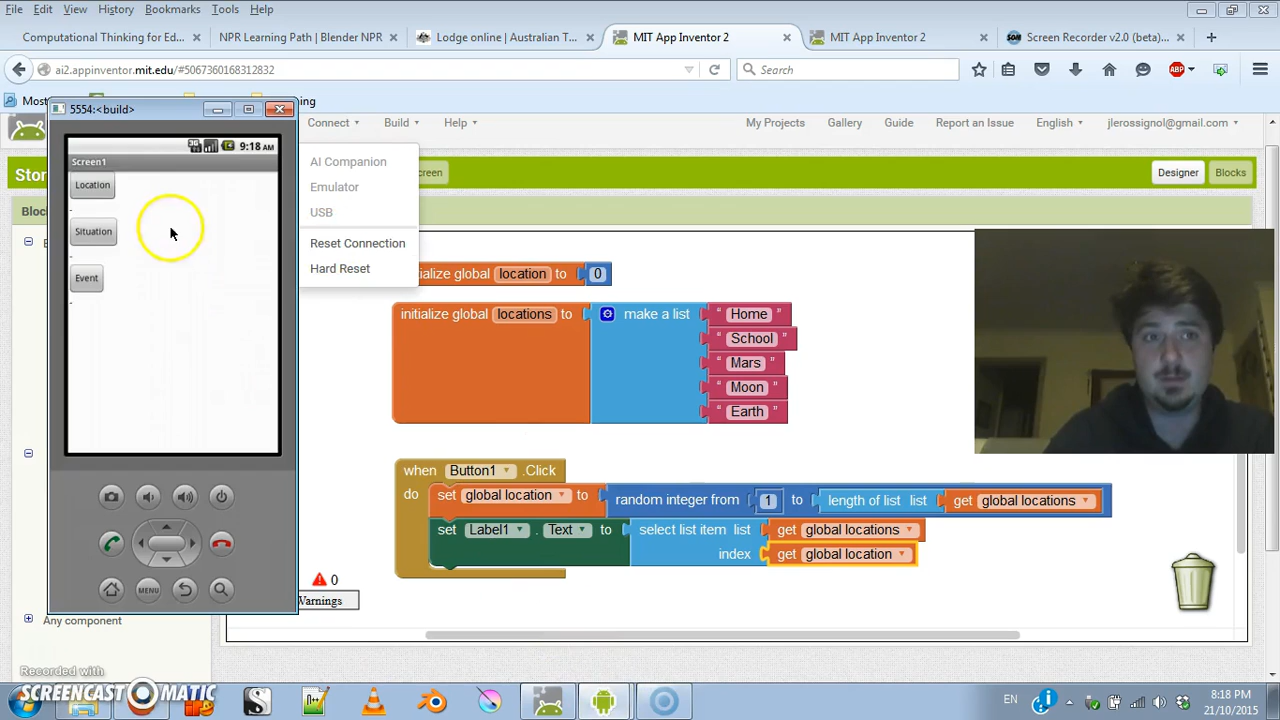 File Edit View History Bookmarks Tools Help
Computational Thinking for Ed... NPR Learning Path | Blender NPR Lodge online | Australian T... MIT App Inventor 2 MIT App Inventor 2 Screen Recorder v2.0 (beta)...
ai2.appinventor.mit.edu/#5067360168312832 Search ABP
Most
5554:<build>
Connect Build Help My Projects Gallery Guide Report an Issue English jlerossignol@gmail.com
9:18 AM
Screen1
AI Companion
Stor
Designer Blocks
Location
Emulator
Bloc
USB
Situation
Reset Connection
Hard Reset
Event
initialize global location to 0
initialize global locations to make a list " Home "
" School "
" Mars "
" Moon "
" Earth "
when Button1 .Click
do set global location to random integer from 1 to length of list list get global locations
set Label1 . Text to select list item list get global locations
index get global location
0
MENU
Warnings
Any component
Recorded with
SCREENCAST MATIC
EN
8:18 PM
21/10/2015